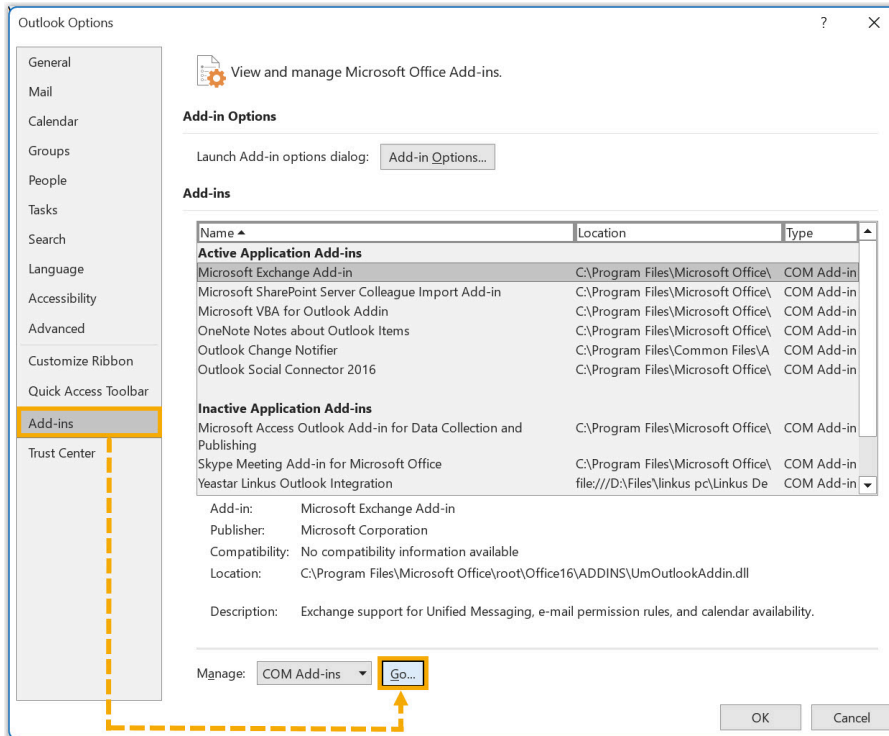 Outlook Options
?
General
Mail
Calendar
Groups
People
Tasks
Search
Language
Accessibility
Advanced
Customize Ribbon
Quick Access Toolbar
Add-ins
Trust Center
View and manage Microsoft Office Add-ins.
Add-in Options
Launch Add-in options dialog: Add-in Options...
Add-ins
Name Location Type
Active Application Add-ins
Microsoft Exchange Add-in C:\Program Files\Microsoft Office\ COM Add-in
Microsoft SharePoint Server Colleague Import Add-in C:\Program Files\Microsoft Office\ COM Add-in
Microsoft VBA for Outlook Addin C:\Program Files\Microsoft Office\ COM Add-in
OneNote Notes about Outlook Items C:\Program Files\Microsoft Office\ COM Add-in
Outlook Change Notifier C:\Program Files\Common Files\A COM Add-in
Outlook Social Connector 2016 C:\Program Files\Microsoft Office\ COM Add-in
Inactive Application Add-ins
Microsoft Access Outlook Add-in for Data Collection and C:\Program Files\Microsoft Office\ COM Add-in
Publishing
Skype Meeting Add-in for Microsoft Office C:\Program Files\Microsoft Office\ COM Add-in
Yeastar Linkus Outlook Integration file:///D:\Files'\linkus pc\Linkus De COM Add-in
Add-in: Microsoft Exchange Add-in
Publisher: Microsoft Corporation
Compatibility: No compatibility information available
Location: C:\Program Files\Microsoft Office\root\Office16\ADDINS\UmOutlookAddin.dll
Description: Exchange support for Unified Messaging, e-mail permission rules, and calendar availability.
Manage: COM Add-ins Go...
OK Cancel